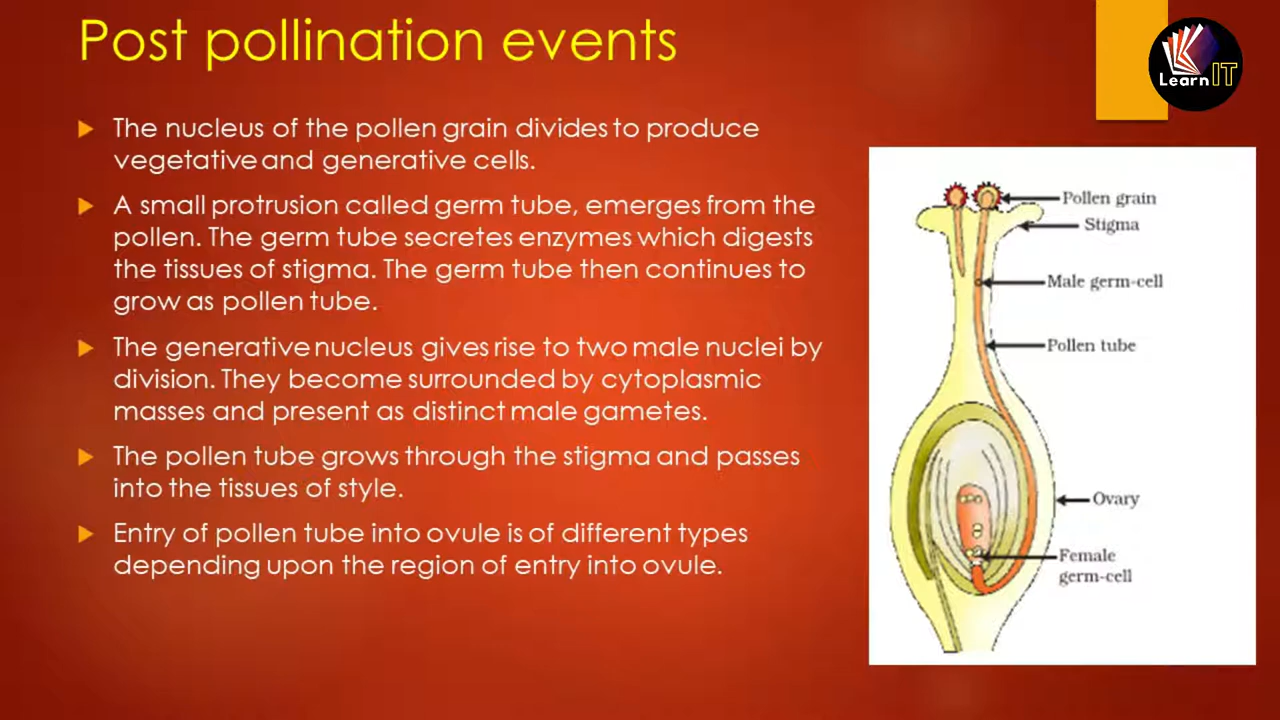 Post pollination events
Learn IT
The nucleus of the pollen grain divides to produce
vegetative and generative cells.
A small protrusion called germ tube, emerges from the
pollen. The germ tube secretes enzymes which digests
the tissues of stigma. The germ tube then continues to
grow as pollen tube.
The generative nucleus gives rise to two male nuclei by
division. They become surrounded by cytoplasmic
masses and present as distinct male gametes.
The pollen tube grows through the stigma and passes
into the tissues of style.
Entry of pollen tube into ovule is of different types
depending upon the region of entry into ovule.
Pollen grain
Stigma
Male germ-cell
Pollen tube
Ovary
Female
germ-cell